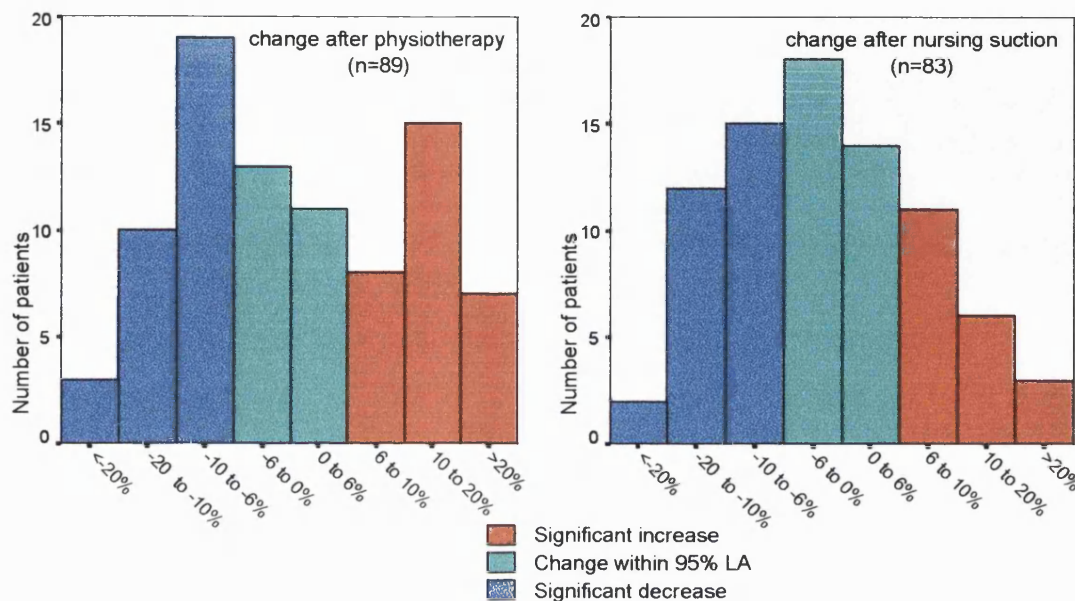 change after physiotherapy
(n=89)
Number of patients
20
15
10
5
0
<-20%
-20 to -10%
-10 to -6%
-6 to 0%
0 to 6%
6 to 10%
10 to 20%
>20%
change after nursing suction
(n=83)
Number of patients
20
15
10
5
0
<-20%
-20 to -10%
-10 to -6%
-6 to 0%
0 to 6%
6 to 10%
10 to 20%
>20%
Significant increase
Change within 95% LA
Significant decrease